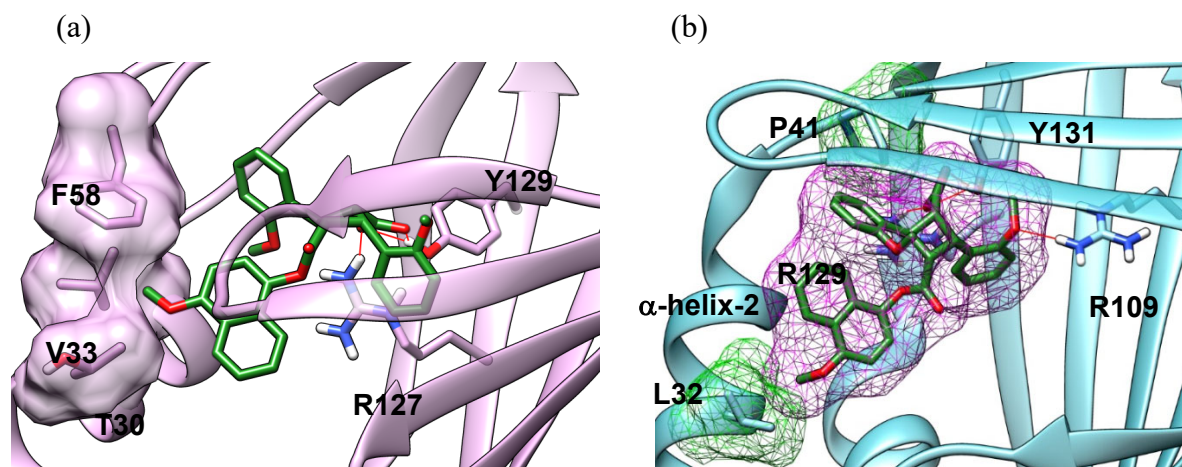 (a)
F58
Y129
V33
T30
R127
(b)
P41
Y131
R129
α-helix-2
R109
L32